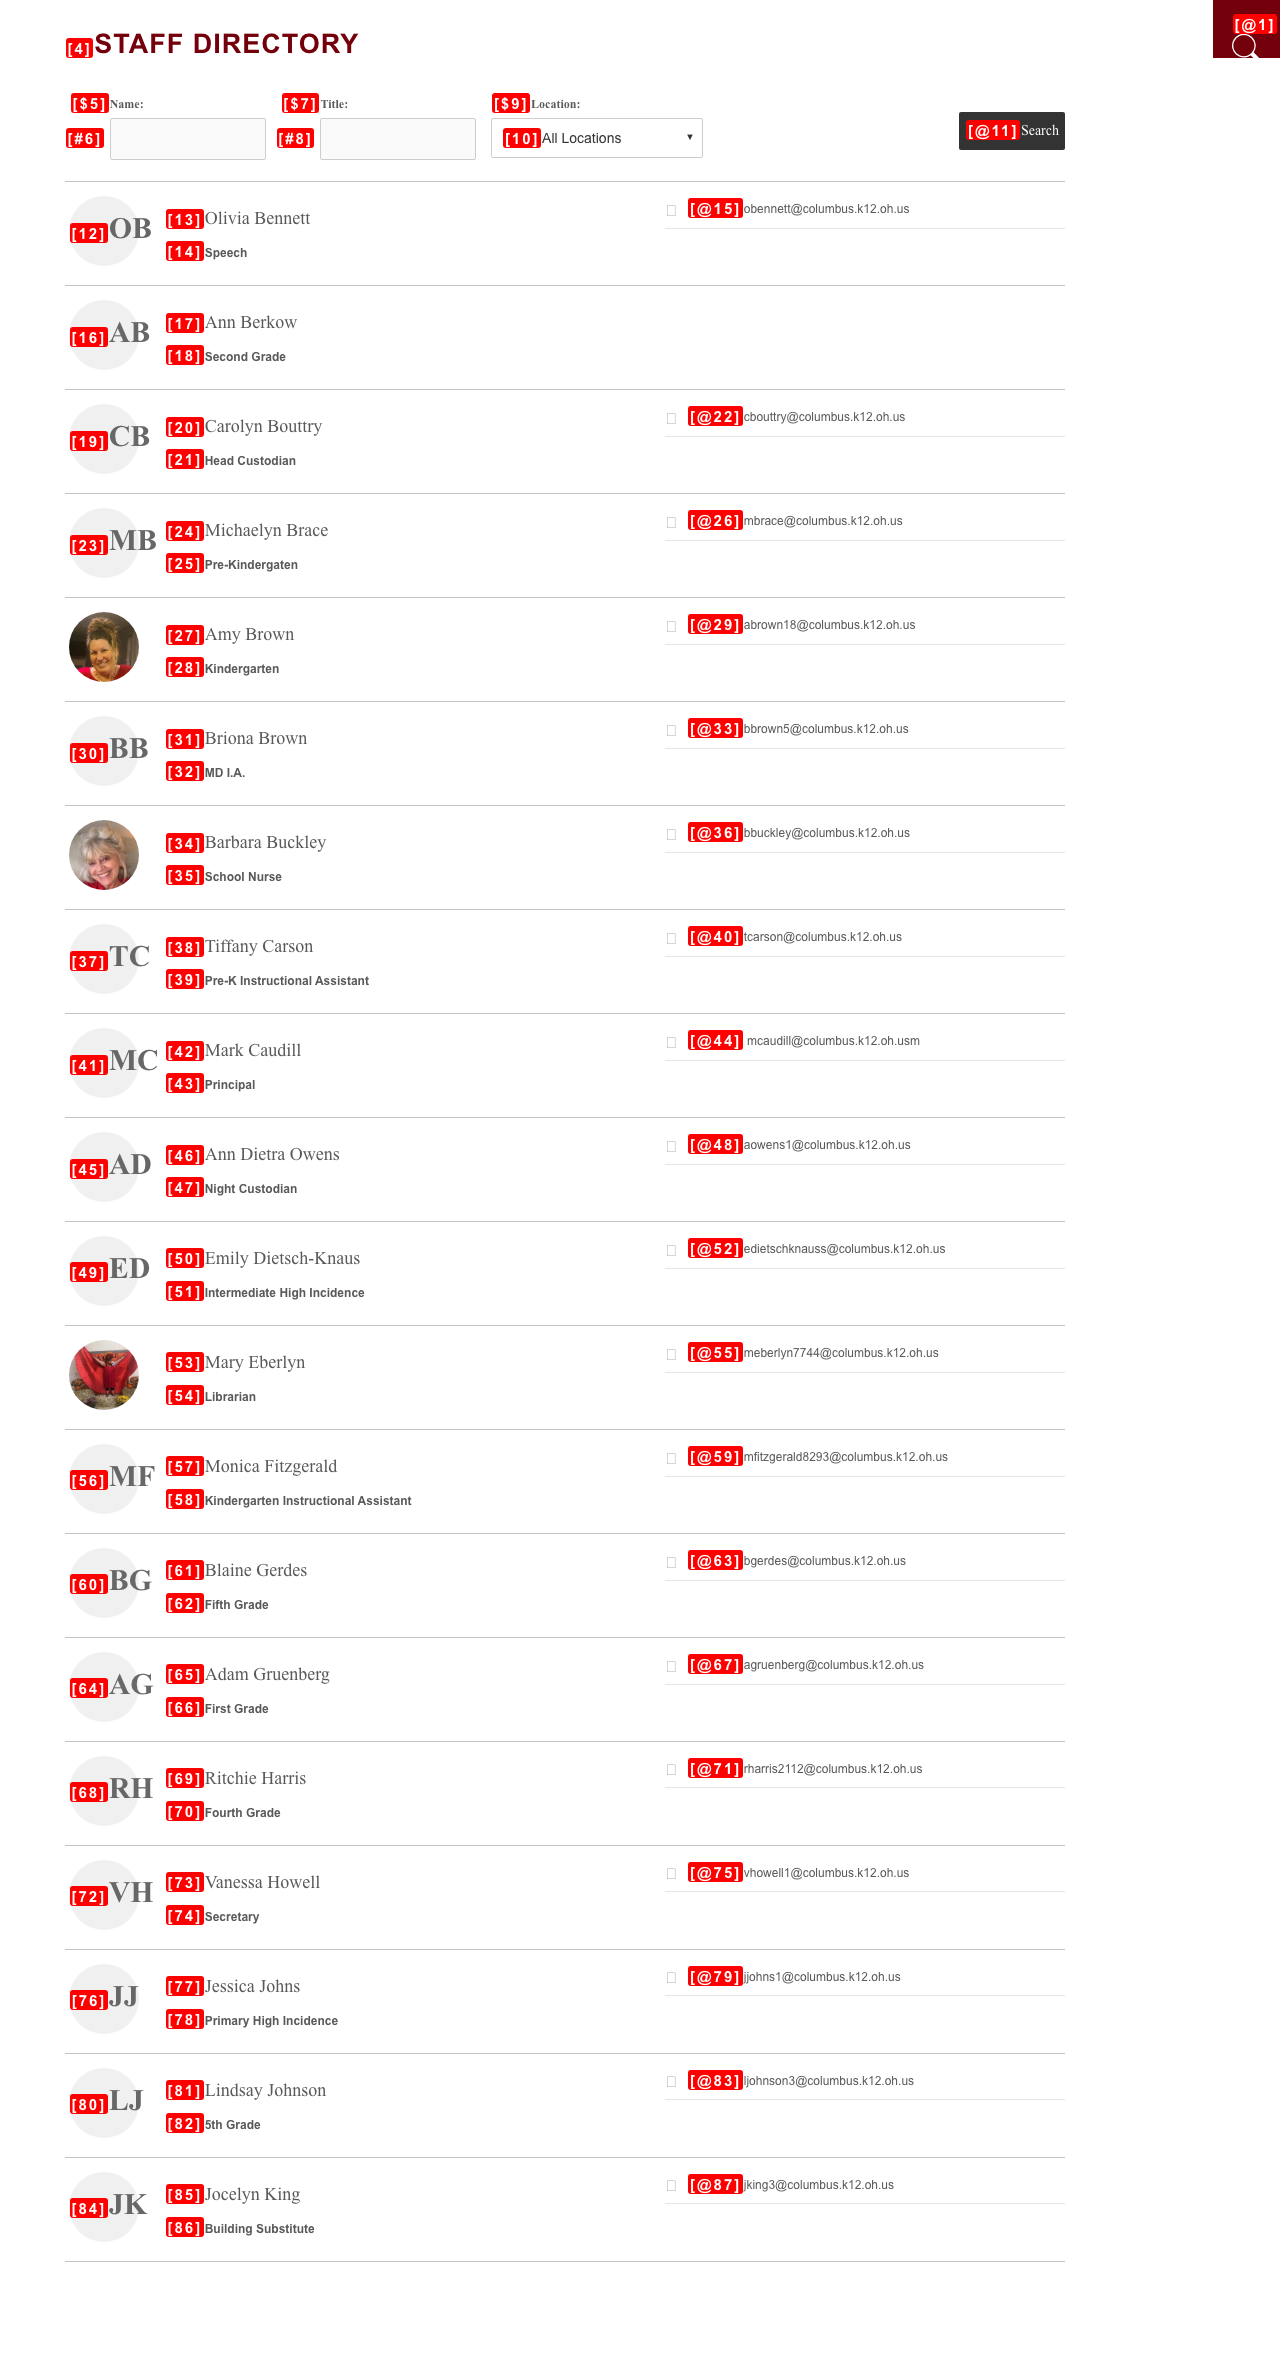 [@1]
[4]STAFF DIRECTORY
[$5]Name: [$7]Title: [$9]Location:
[#6] [#8] [10]All Locations [@11]Search
[12]OB [13]Olivia Bennett [@15]obennett@columbus.k12.oh.us
[14]Speech
[16]AB [17]Ann Berkow
[18]Second Grade
[19]CB [20]Carolyn Bouttry [@22]cbouttry@columbus.k12.oh.us
[21]Head Custodian
[23]MB [24]Michaelyn Brace [@26]mbrace@columbus.k12.oh.us
[25]Pre-Kindergaten
[27]Amy Brown [@29]abrown18@columbus.k12.oh.us
[28]Kindergarten
[30]BB [31]Briona Brown [@33]bbrown5@columbus.k12.oh.us
[32]MD I.A.
[34]Barbara Buckley [@36]bbuckley@columbus.k12.oh.us
[35]School Nurse
[37]TC [38]Tiffany Carson [@40]tcarson@columbus.k12.oh.us
[39]Pre-K Instructional Assistant
[41]MC [42]Mark Caudill [@44] mcaudill@columbus.k12.oh.usm
[43]Principal
[45]AD [46]Ann Dietra Owens [@48]aowens1@columbus.k12.oh.us
[47]Night Custodian
[49]ED [50]Emily Dietsch-Knaus [@52]edietschknauss@columbus.k12.oh.us
[51]Intermediate High Incidence
[53]Mary Eberlyn [@55]meberlyn7744@columbus.k12.oh.us
[54]Librarian
[56]MF [57]Monica Fitzgerald [@59]mfitzgerald8293@columbus.k12.oh.us
[58]Kindergarten Instructional Assistant
[60]BG [61]Blaine Gerdes [@63]bgerdes@columbus.k12.oh.us
[62]Fifth Grade
[64]AG [65]Adam Gruenberg [@67]agruenberg@columbus.k12.oh.us
[66]First Grade
[68]RH [69]Ritchie Harris [@71]rharris2112@columbus.k12.oh.us
[70]Fourth Grade
[72]VH [73]Vanessa Howell [@75]vhowell1@columbus.k12.oh.us
[74]Secretary
[76]JJ [77]Jessica Johns [@79]jjohns1@columbus.k12.oh.us
[78]Primary High Incidence
[80]LJ [81]Lindsay Johnson [@83]ljohnson3@columbus.k12.oh.us
[82]5th Grade
[84]JK [85]Jocelyn King [@87]jking3@columbus.k12.oh.us
[86]Building Substitute